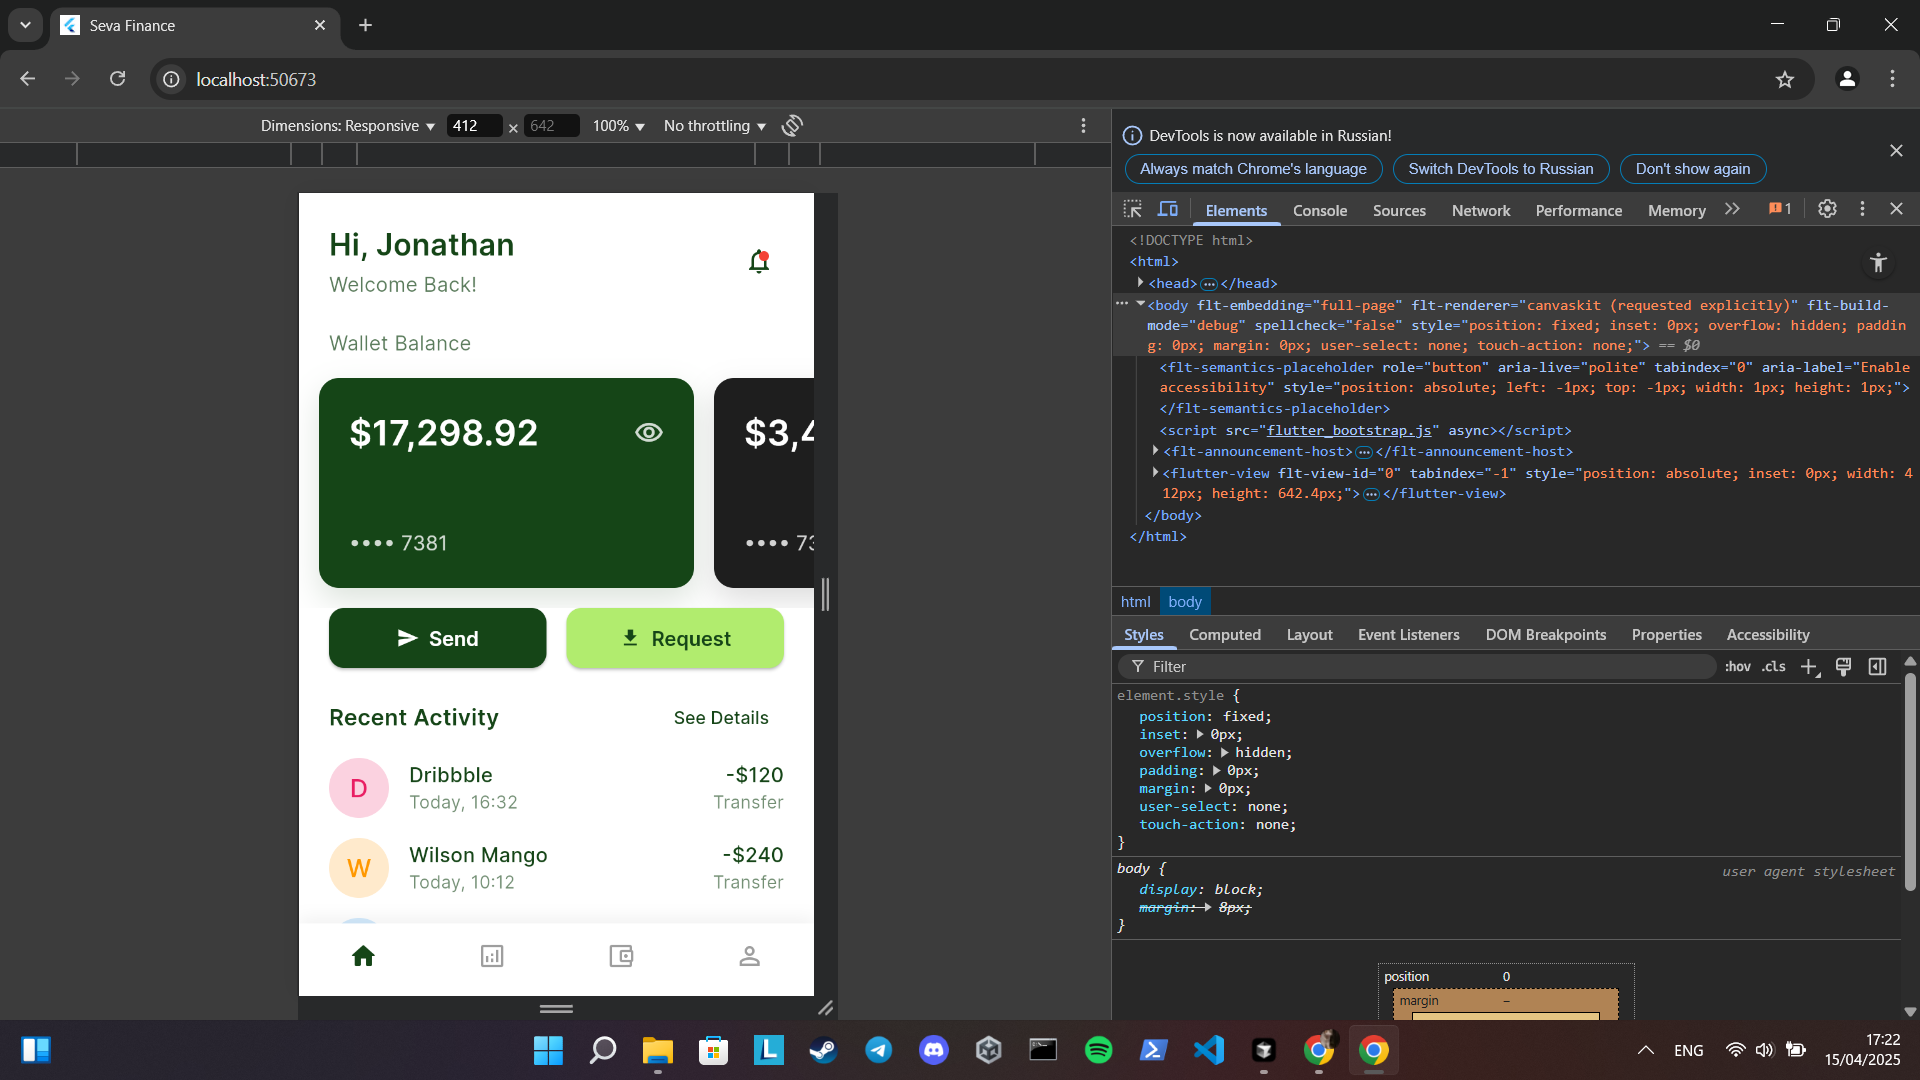 Seva Finance
localhost:50673
Dimensions: Responsive 412 × 642 100% No throttling
DevTools is now available in Russian!
Always match Chrome's language Switch DevTools to Russian Don't show again
Elements Console Sources Network Performance Memory 1
<!DOCTYPE html>
<html>
<head> ••• </head>
<body flt-embedding="full-page" flt-renderer="canvaskit (requested explicitly)" flt-build-
mode="debug" spellcheck="false" style="position: fixed; inset: 0px; overflow: hidden; paddin
g: 0px; margin: 0px; user-select: none; touch-action: none;"> == $0
<flt-semantics-placeholder role="button" aria-live="polite" tabindex="0" aria-label="Enable
accessibility" style="position: absolute; left: -1px; top: -1px; width: 1px; height: 1px;">
</flt-semantics-placeholder>
<script src="flutter_bootstrap.js" async></script>
<flt-announcement-host> ••• </flt-announcement-host>
<flutter-view flt-view-id="0" tabindex="-1" style="position: absolute; inset: 0px; width: 4
12px; height: 642.4px;"> ••• </flutter-view>
</body>
</html>
html body
Styles Computed Layout Event Listeners DOM Breakpoints Properties Accessibility
Filter :hov .cls
element.style {
position: fixed;
inset: 0px;
overflow: hidden;
padding: 0px;
margin: 0px;
user-select: none;
touch-action: none;
}
body { user agent stylesheet
display: block;
margin: 8px;
}
position 0
margin –
Hi, Jonathan
Welcome Back!
Wallet Balance
$17,298.92
•••• 7381
$3,4
•••• 73
Send Request
Recent Activity See Details
D Dribbble -$120
Today, 16:32 Transfer
W Wilson Mango -$240
Today, 10:12 Transfer
L
ENG 17:22
15/04/2025